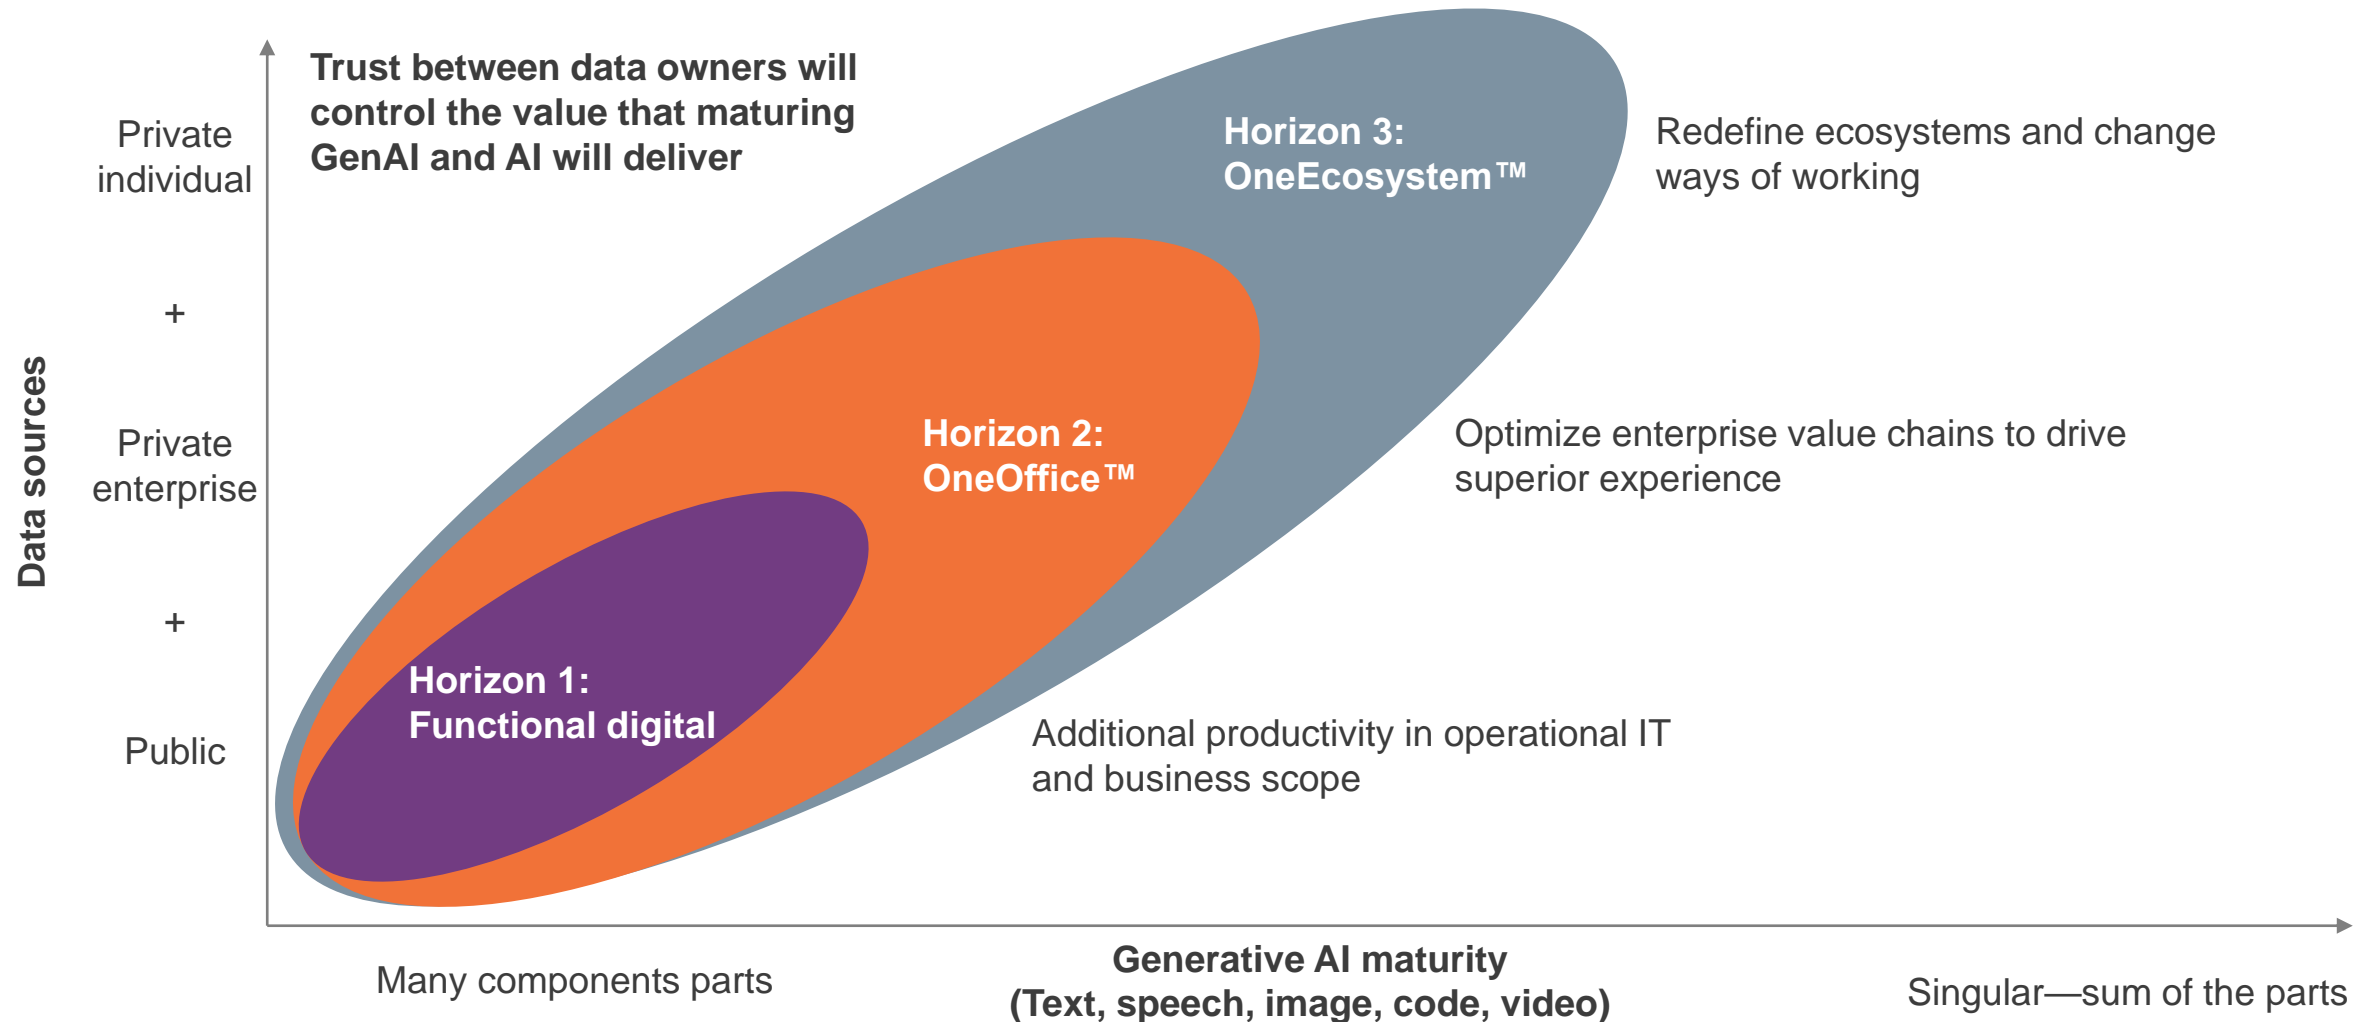 Trust between data owners will
control the value that maturing
GenAI and AI will deliver
Data sources
Private
individual
+
Private
enterprise
+
Public
Horizon 3:
OneEcosystem™
Redefine ecosystems and change
ways of working
Horizon 2:
OneOffice™
Optimize enterprise value chains to drive
superior experience
Horizon 1:
Functional digital
Additional productivity in operational IT
and business scope
Many components parts
Generative AI maturity
(Text, speech, image, code, video)
Singular—sum of the parts